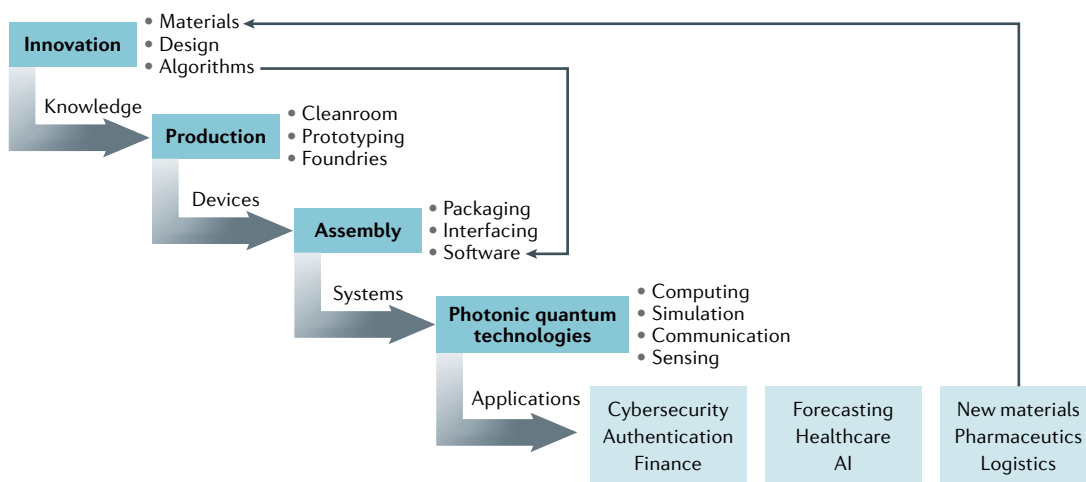 Innovation
• Materials
• Design
• Algorithms
Knowledge
Production
• Cleanroom
• Prototyping
• Foundries
Devices
Assembly
• Packaging
• Interfacing
• Software
Systems
Photonic quantum
technologies
• Computing
• Simulation
• Communication
• Sensing
Applications
Cybersecurity
Authentication
Finance
Forecasting
Healthcare
AI
New materials
Pharmaceutics
Logistics